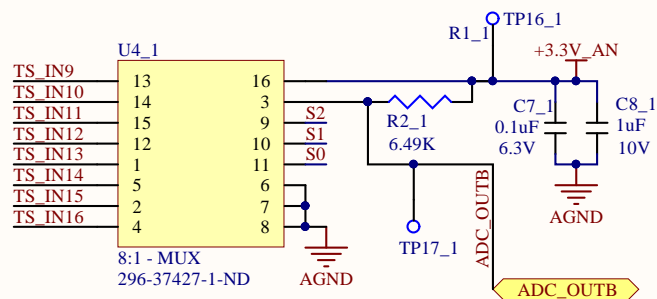 TP16_1
R1_1
U4_1
+3.3V_AN
TS_IN9 13 16
TS_IN10 14 3
TS_IN11 15 9 S2
TS_IN12 12 10 S1
TS_IN13 1 11 S0
TS_IN14 5 6
TS_IN15 2 7
TS_IN16 4 8
R2_1
6.49K
C7_1
0.1uF
6.3V
C8_1
1uF
10V
AGND
ADC_OUTB
TP17_1
AGND
8:1 - MUX
296-37427-1-ND
ADC_OUTB